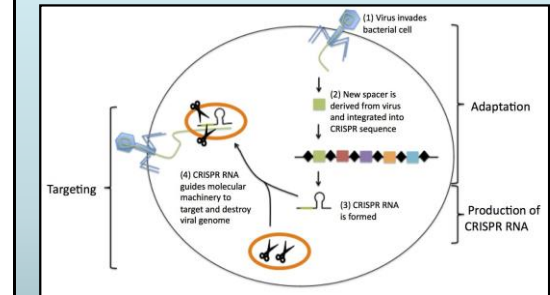 (1) Virus invades
bacterial cell
(2) New spacer is
derived from virus
and integrated into
CRISPR sequence
Adaptation
(3) CRISPR RNA
is formed
Production of
CRISPR RNA
(4) CRISPR RNA
guides molecular
machinery to
target and destroy
viral genome
Targeting